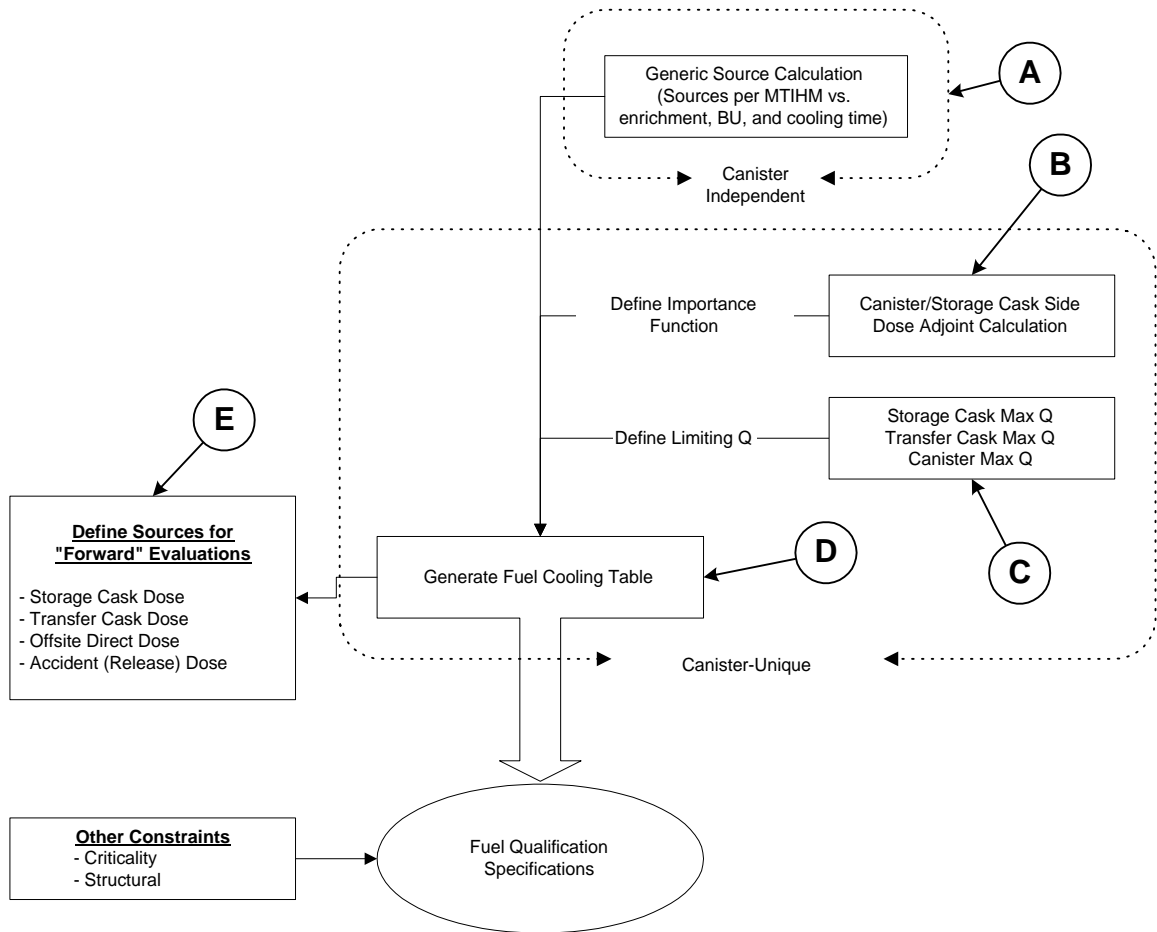 A
Generic Source Calculation
(Sources per MTIHM vs.
enrichment, BU, and cooling time)
Canister
Independent
B
Define Importance
Function
Canister/Storage Cask Side
Dose Adjoint Calculation
E
Define Limiting Q
Storage Cask Max Q
Transfer Cask Max Q
Canister Max Q
Define Sources for
"Forward" Evaluations
- Storage Cask Dose
- Transfer Cask Dose
- Offsite Direct Dose
- Accident (Release) Dose
Generate Fuel Cooling Table
D
C
Canister-Unique
Other Constraints
- Criticality
- Structural
Fuel Qualification
Specifications